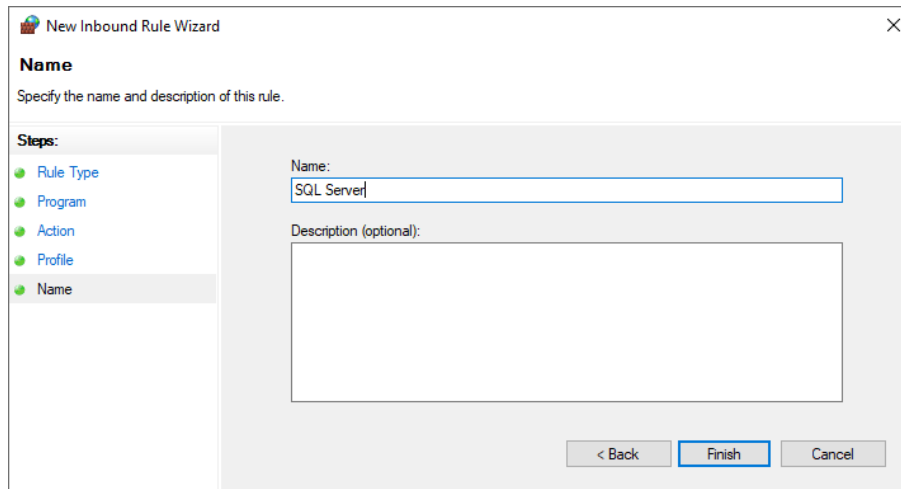 New Inbound Rule Wizard
Name
Specify the name and description of this rule.
Steps:
Rule Type
Program
Action
Profile
Name
Name:
SQL Server
Description (optional):
< Back
Finish
Cancel